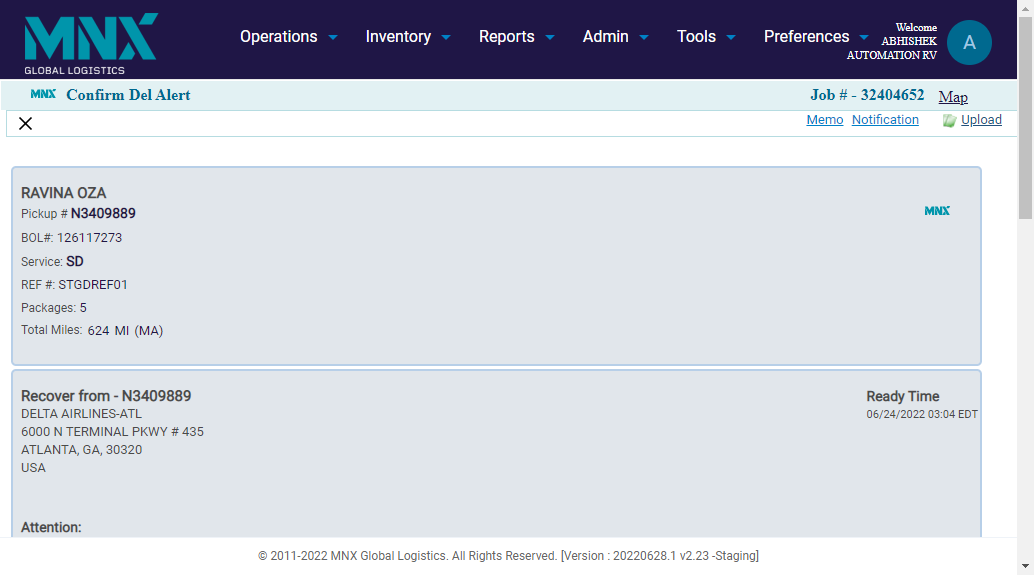 MNX
GLOBAL LOGISTICS
Operations Inventory Reports Admin Tools Preferences
Welcome
ABHISHEK
AUTOMATION RV
A
MNX Confirm Del Alert Job # - 32404652 Map
Memo Notification Upload
RAVINA OZA
Pickup # N3409889
MNX
BOL#: 126117273
Service: SD
REF #: STGDREF01
Packages: 5
Total Miles: 624 MI (MA)
Recover from - N3409889 Ready Time
DELTA AIRLINES-ATL 06/24/2022 03:04 EDT
6000 N TERMINAL PKWY # 435
ATLANTA, GA, 30320
USA
Attention:
© 2011-2022 MNX Global Logistics. All Rights Reserved. [Version : 20220628.1 v2.23 -Staging]